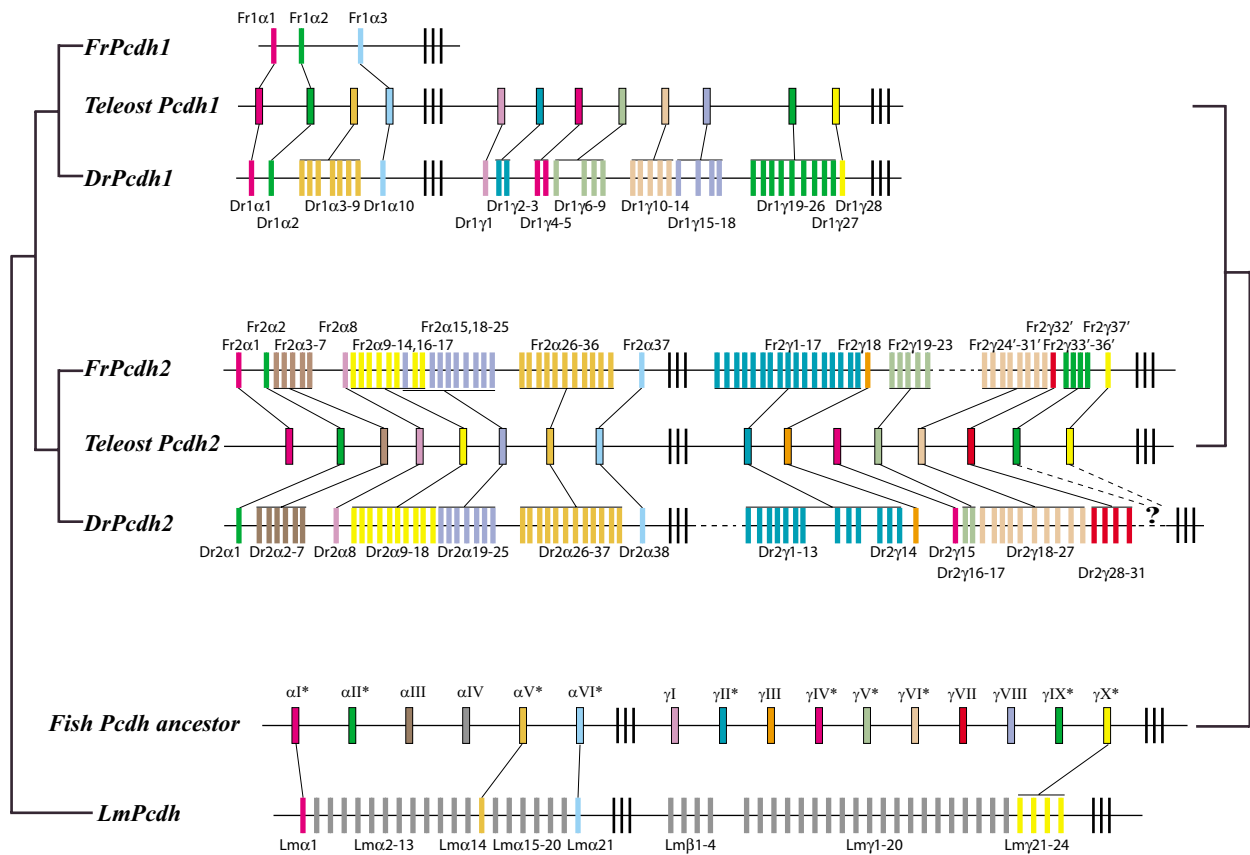 Fr1α1 Fr1α2 Fr1α3
FrPcdh1
Teleost Pcdh1
DrPcdh1
Dr1α1 Dr1α3-9 Dr1α10 Dr1γ2-3 Dr1γ6-9 Dr1γ10-14 Dr1γ19-26 Dr1γ28
Dr1α2 Dr1γ1 Dr1γ4-5 Dr1γ15-18 Dr1γ27
Fr2α2 Fr2α8 Fr2α15,18-25 Fr2γ32' Fr2γ37'
Fr2α1 Fr2α3-7 Fr2α9-14,16-17 Fr2α26-36 Fr2α37 Fr2γ1-17 Fr2γ18 Fr2γ19-23 Fr2γ24'-31' Fr2γ33'-36'
FrPcdh2
Teleost Pcdh2
DrPcdh2
?
Dr2α1 Dr2α2-7 Dr2α8 Dr2α9-18 Dr2α19-25 Dr2α26-37 Dr2α38 Dr2γ1-13 Dr2γ14 Dr2γ15 Dr2γ18-27
Dr2γ16-17 Dr2γ28-31
αI* αII* αIII αIV αV* αVI* γI γII* γIII γIV* γV* γVI* γVII γVIII γIX* γX*
Fish Pcdh ancestor
LmPcdh
Lmα1 Lmα2-13 Lmα14 Lmα15-20 Lmα21 Lmβ1-4 Lmγ1-20 Lmγ21-24